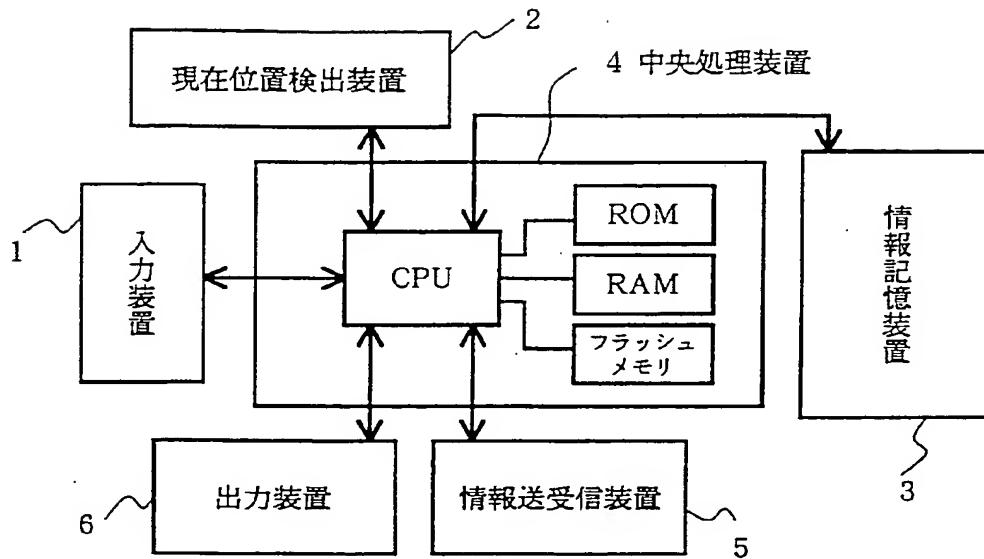 2
現在位置検出装置
4 中央処理装置
1
入力装置
CPU
ROM
RAM
フラッシュ
メモリ
情報記憶装置
3
6
出力装置
情報送受信装置
5